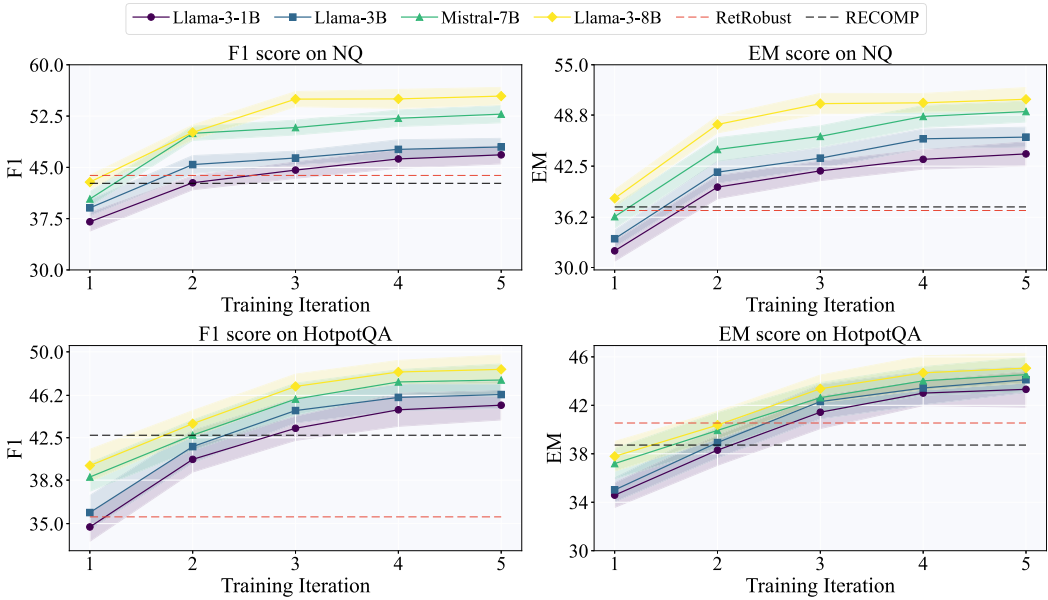 Llama-3-1B Llama-3B Mistral-7B Llama-3-8B RetRobust RECOMP
F1 score on NQ
F1
60.0
52.5
45.0
37.5
30.0
1 2 3 4 5
Training Iteration
EM score on NQ
EM
55.0
48.8
42.5
36.2
30.0
1 2 3 4 5
Training Iteration
F1 score on HotpotQA
F1
50.0
46.2
42.5
38.8
35.0
1 2 3 4 5
Training Iteration
EM score on HotpotQA
EM
46
42
38
34
30
1 2 3 4 5
Training Iteration